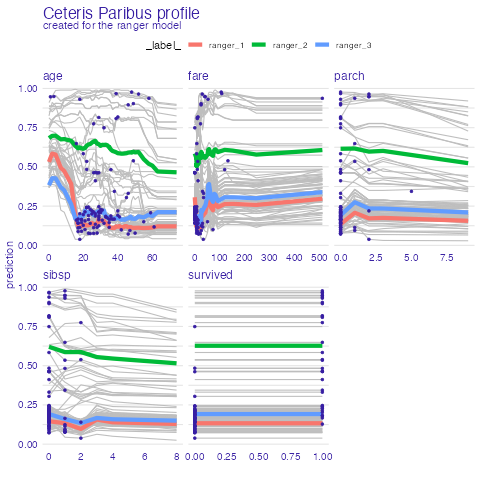 Ceteris Paribus profile
created for the ranger model
_label_ ranger_1 ranger_2 ranger_3
age fare parch
1.00
0.75
0.50
0.25
0.00
0 20 40 60 0 100 200 300 400 500 0.0 2.5 5.0 7.5
prediction
sibsp survived
1.00
0.75
0.50
0.25
0.00
0 2 4 6 8 0.00 0.25 0.50 0.75 1.00